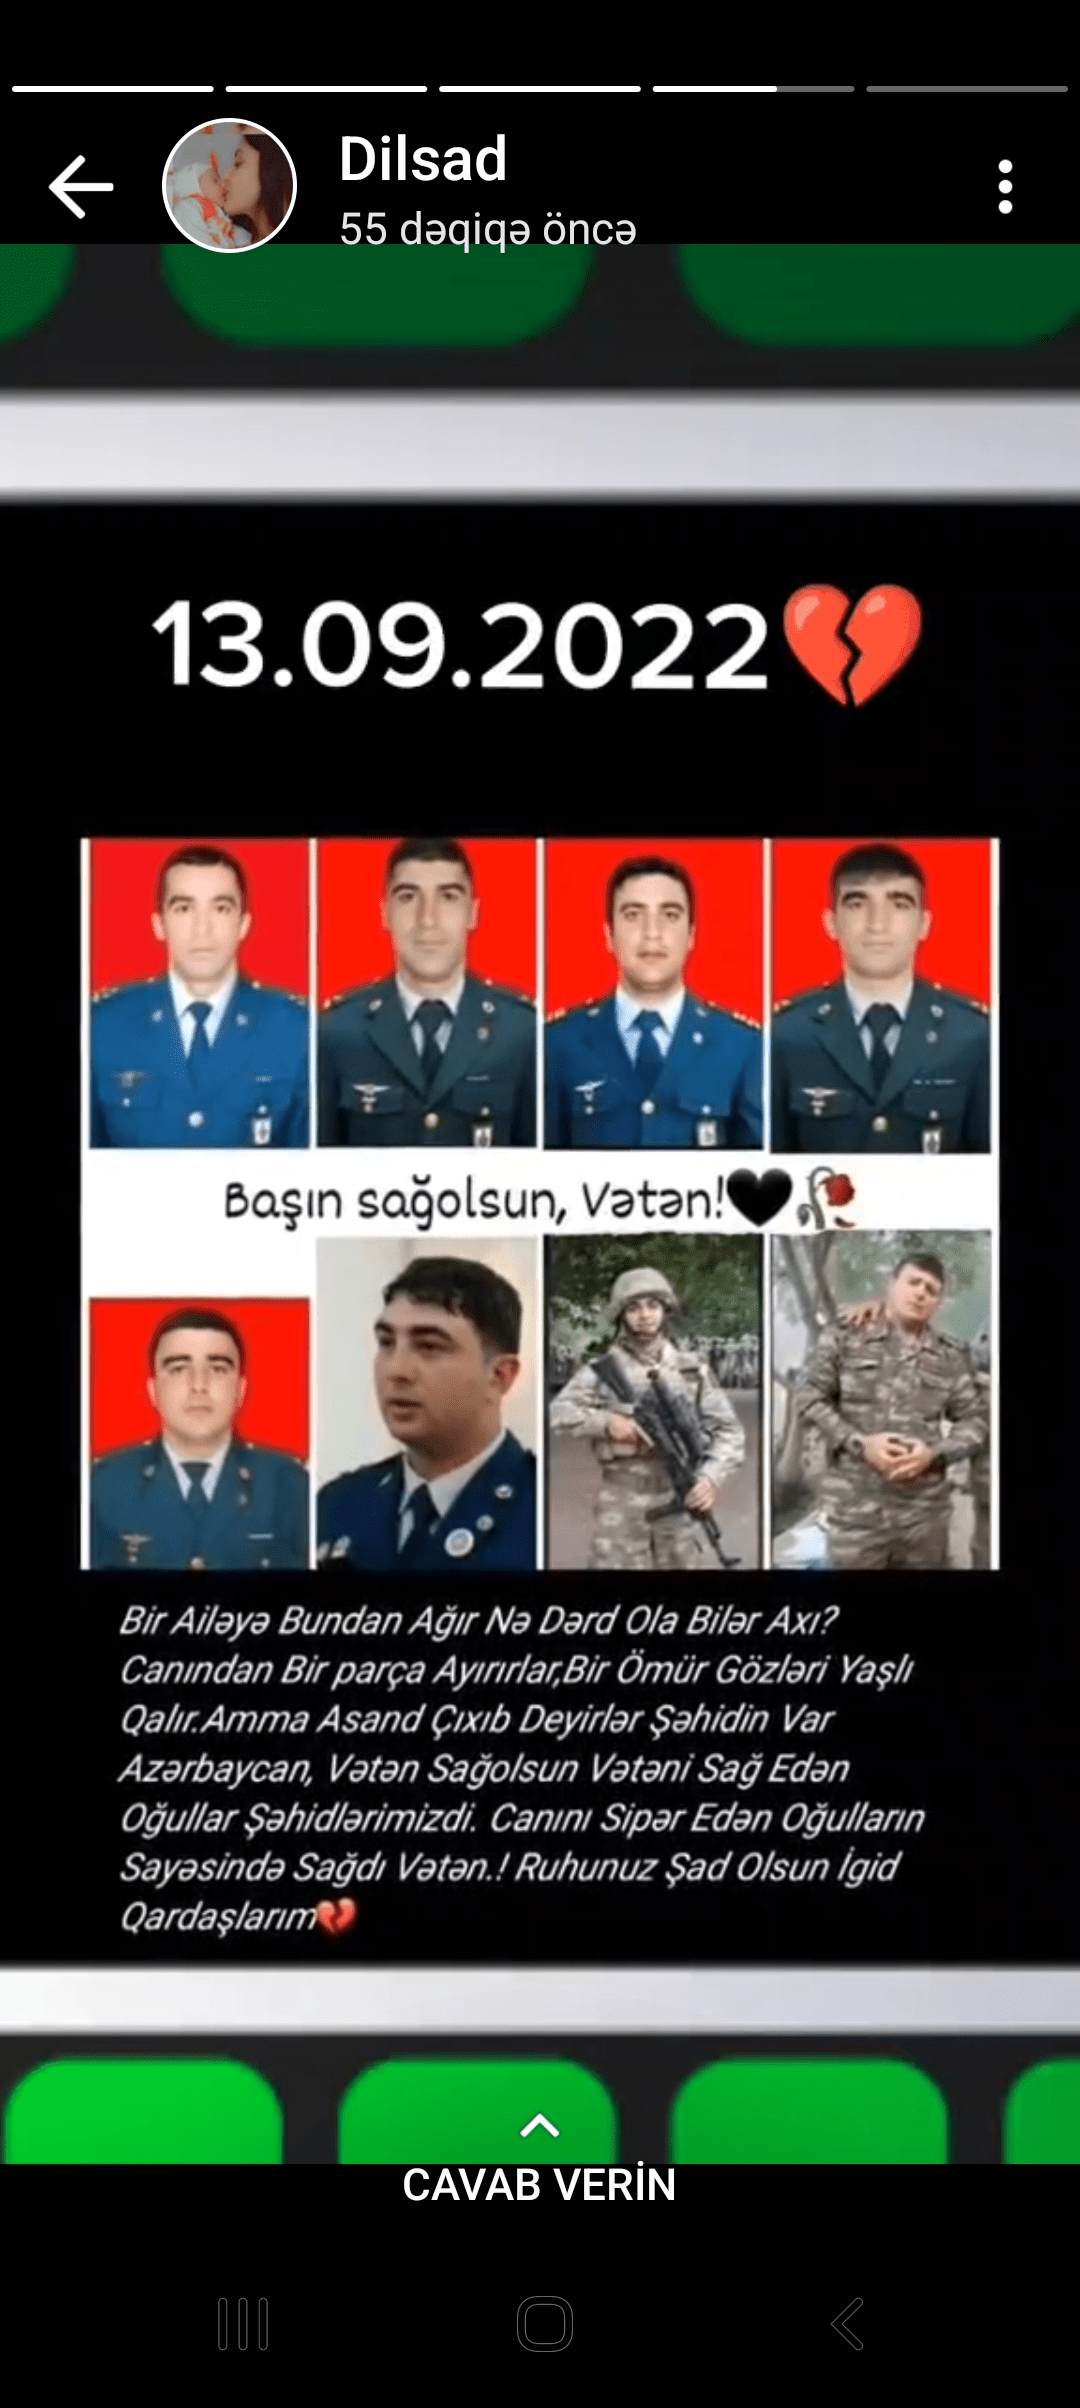 Dilsad
55 dəqiqə öncə
13.09.2022💔
Başın sağolsun, Vətən!🖤🥀
Bir Ailəyə Bundan Ağır Nə Dərd Ola Bilər Axı?
Canından Bir parça Ayırırlar,Bir Ömür Gözləri Yaşlı
Qalır.Amma Asand Çıxıb Deyirlər Şəhidin Var
Azərbaycan, Vətən Sağolsun Vətəni Sağ Edən
Oğullar Şəhidlərimizdi. Canını Sipər Edən Oğulların
Sayəsində Sağdı Vətən.! Ruhunuz Şad Olsun İgid
Qardaşlarım💔
CAVAB VERİN